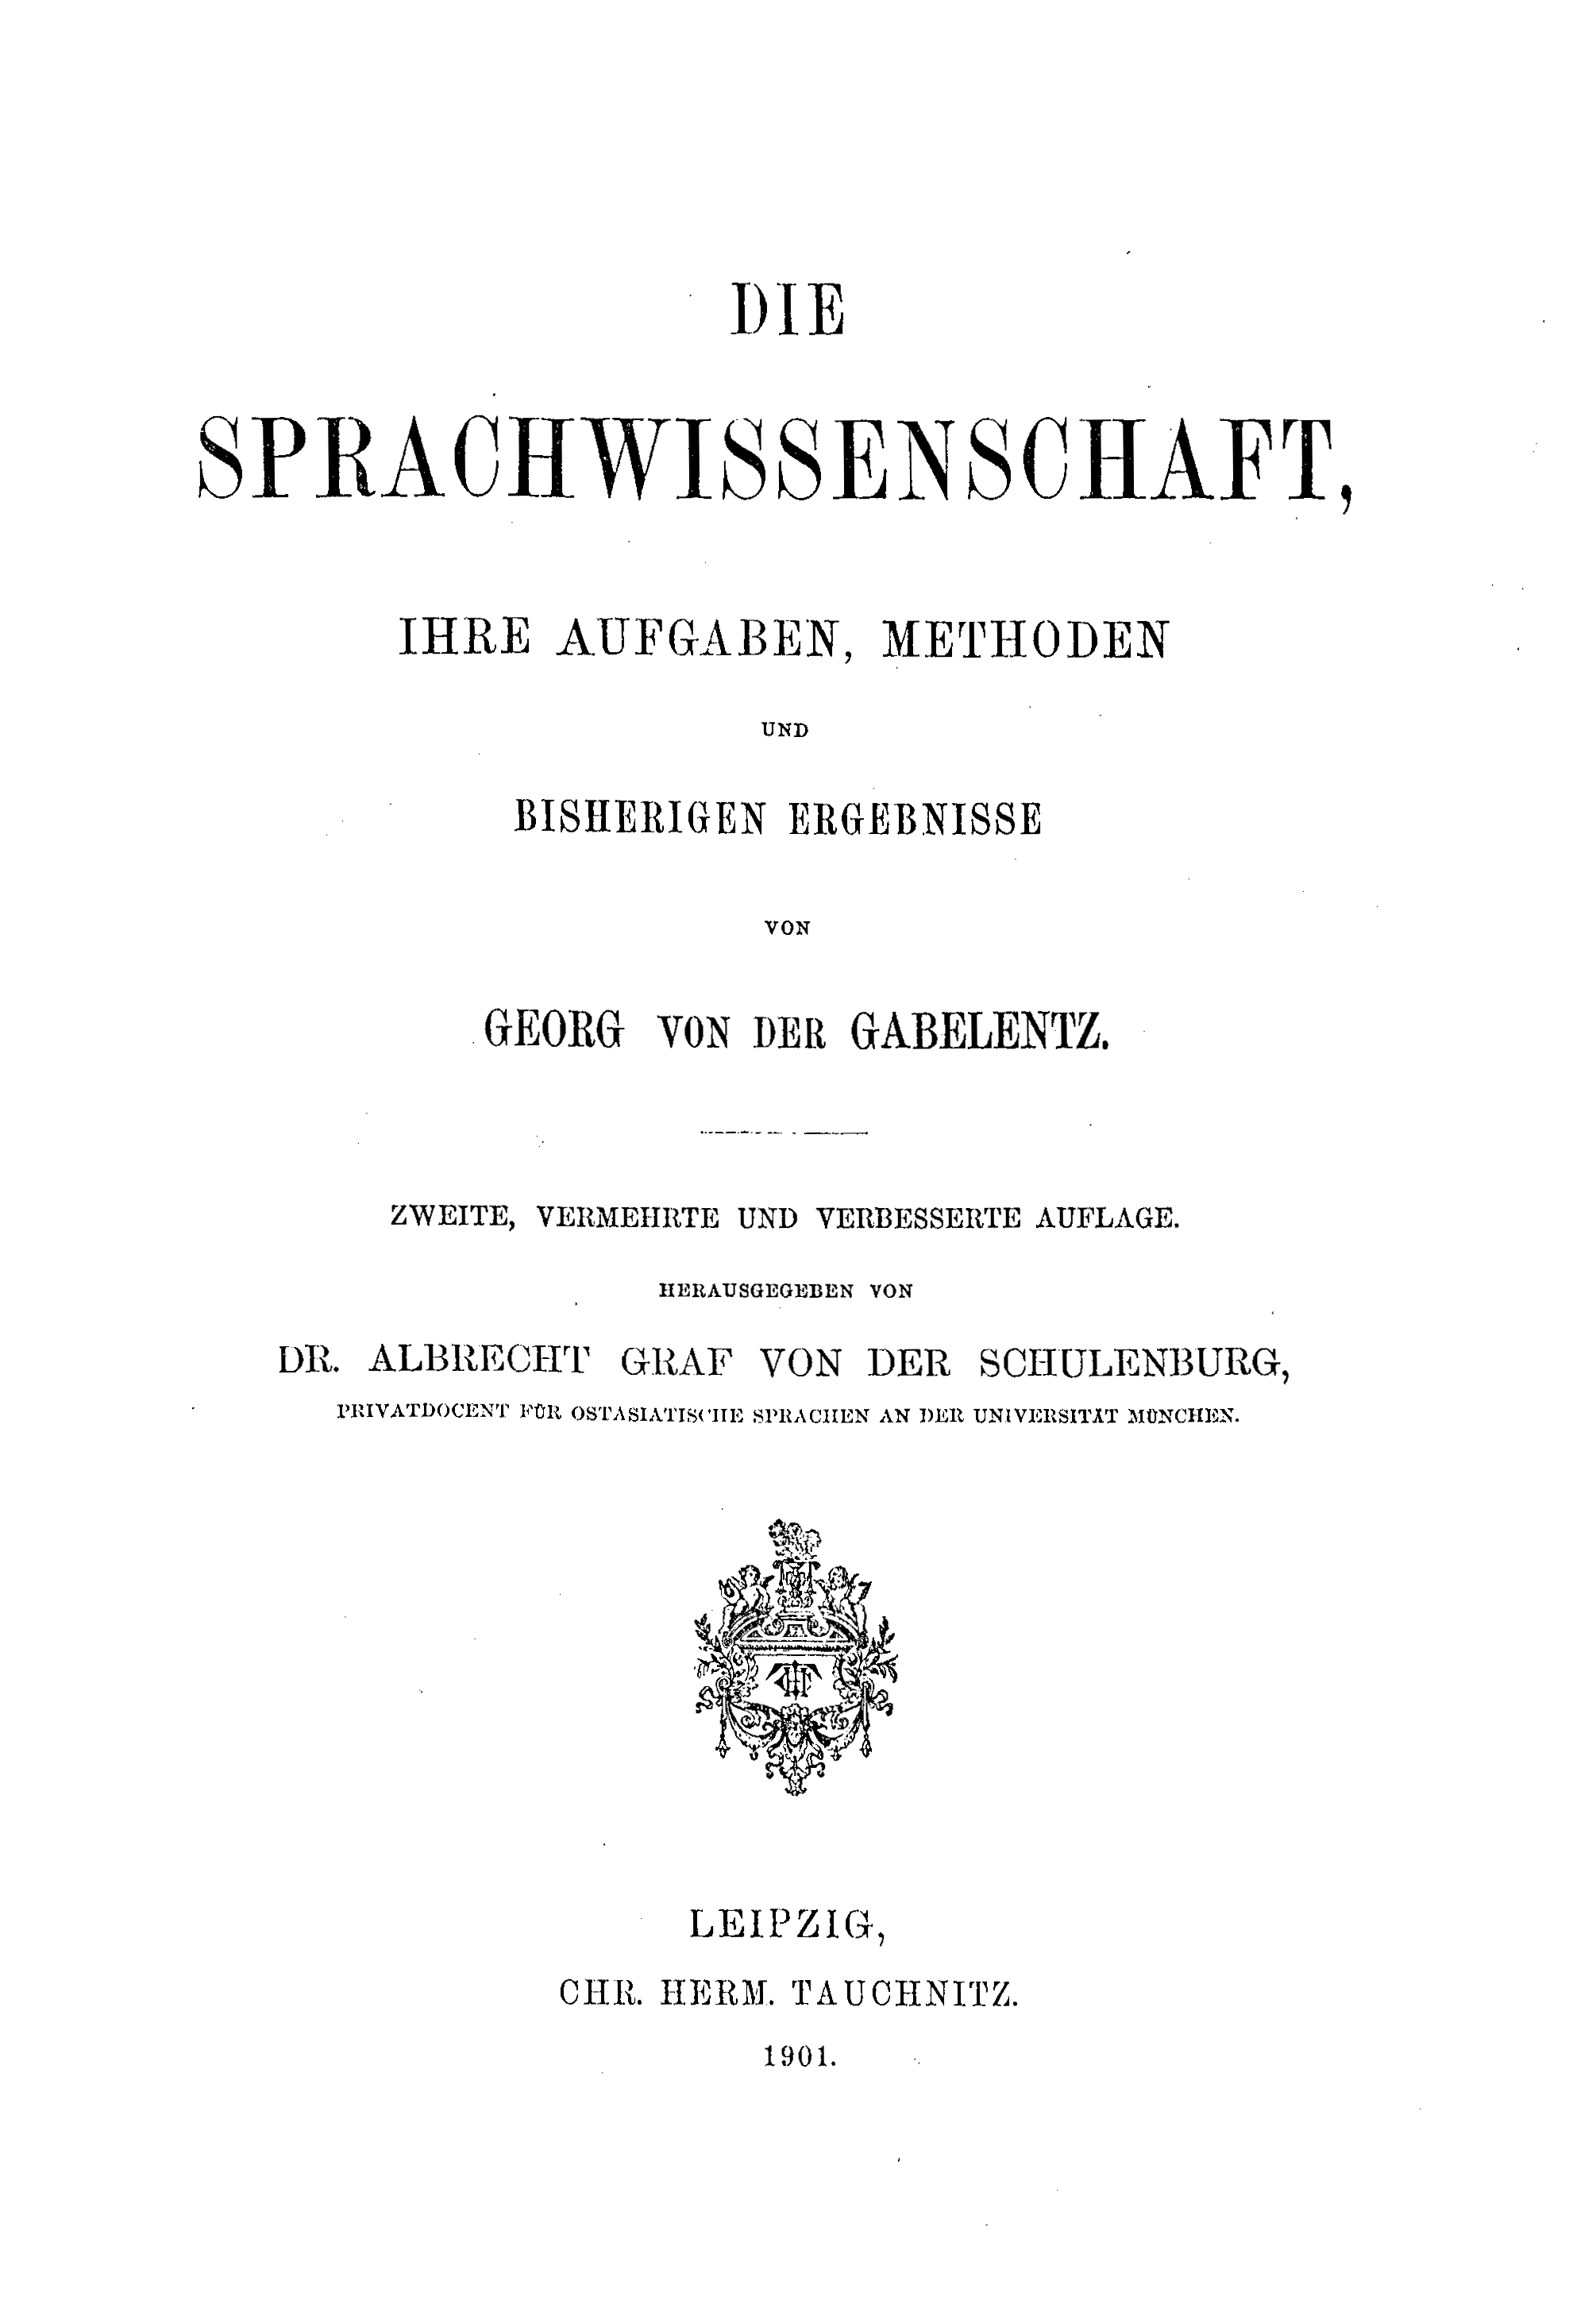 DIE
SPRACHWISSENSCHAFT,
IHRE AUFGABEN, METHODEN
UND
BISHERIGEN ERGEBNISSE
VON
GEORG VON DER GABELENTZ.
ZWEITE, VERMEHRTE UND VERBESSERTE AUFLAGE.
HERAUSGEGEBEN VON
DR. ALBRECHT GRAF VON DER SCHULENBURG,
PRIVATDOCENT FÜR OSTASIATISCHE SPRACHEN AN DER UNIVERSITÄT MÜNCHEN.
LEIPZIG,
CHR. HERM. TAUCHNITZ.
1901.